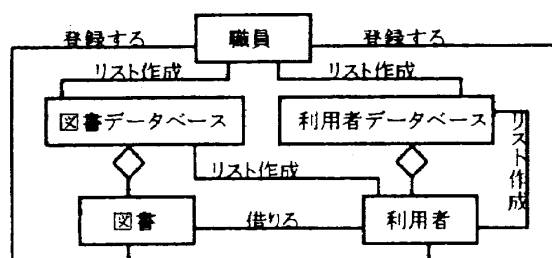 登録する 職員 登録する
リスト作成 リスト作成
図書データベース 利用者データベース
リスト作成
リスト作成
図書 借りろ 利用者